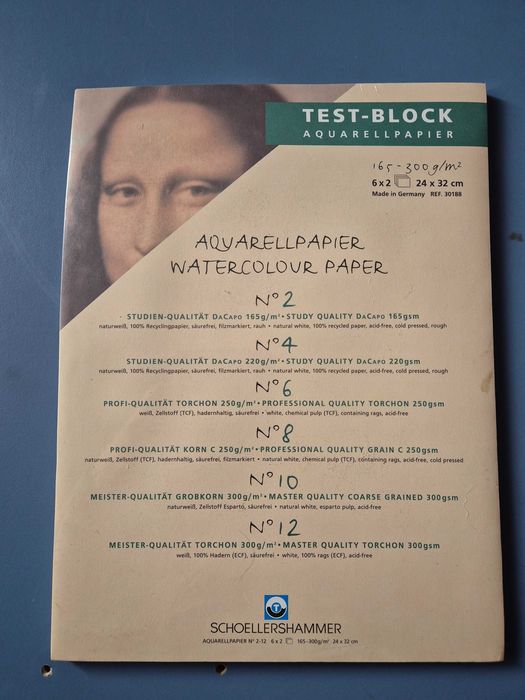 TEST-BLOCK
AQUARELLPAPIER
165-300g/m²
6 x 2 24 x 32 cm
Made in Germany REF. 30188
AQUARELLPAPIER
WATERCOLOUR PAPER
N° 2
STUDIEN-QUALITÄT DACAPO 165g/m² • STUDY QUALITY DACAPO 165gsm
naturweiß, 100% Recyclingpapier, säurefrei, filzmarkiert, rauh • natural white, 100% recycled paper, acid-free, cold pressed, rough
N° 4
STUDIEN-QUALITÄT DACAPO 220g/m² • STUDY QUALITY DACAPO 220gsm
naturweiß, 100% Recyclingpapier, säurefrei, filzmarkiert, rauh • natural white, 100% recycled paper, acid-free, cold pressed, rough
N° 6
PROFI-QUALITÄT TORCHON 250g/m² • PROFESSIONAL QUALITY TORCHON 250gsm
weiß, Zellstoff (TCF), hadernhaltig, säurefrei • white, chemical pulp (TCF), containing rags, acid-free
N° 8
PROFI-QUALITÄT KORN C 250g/m² • PROFESSIONAL QUALITY GRAIN C 250gsm
naturweiß, Zellstoff (TCF), hadernhaltig, säurefrei, filzmarkiert • natural white, chemical pulp (TCF), containing rags, acid-free, cold pressed
N° 10
MEISTER-QUALITÄT GROBKORN 300g/m² • MASTER QUALITY COARSE GRAINED 300gsm
naturweiß, Zellstoff Espartó, säurefrei • natural white, esparto pulp, acid-free
N° 12
MEISTER-QUALITÄT TORCHON 300g/m² • MASTER QUALITY TORCHON 300gsm
weiß, 100% Hadern (ECF), säurefrei • white, 100% rags (ECF), acid-free
SCHOELLERSHAMMER
AQUARELLPAPIER N° 2-12 6 x 2 165-300g/m² 24 x 32 cm